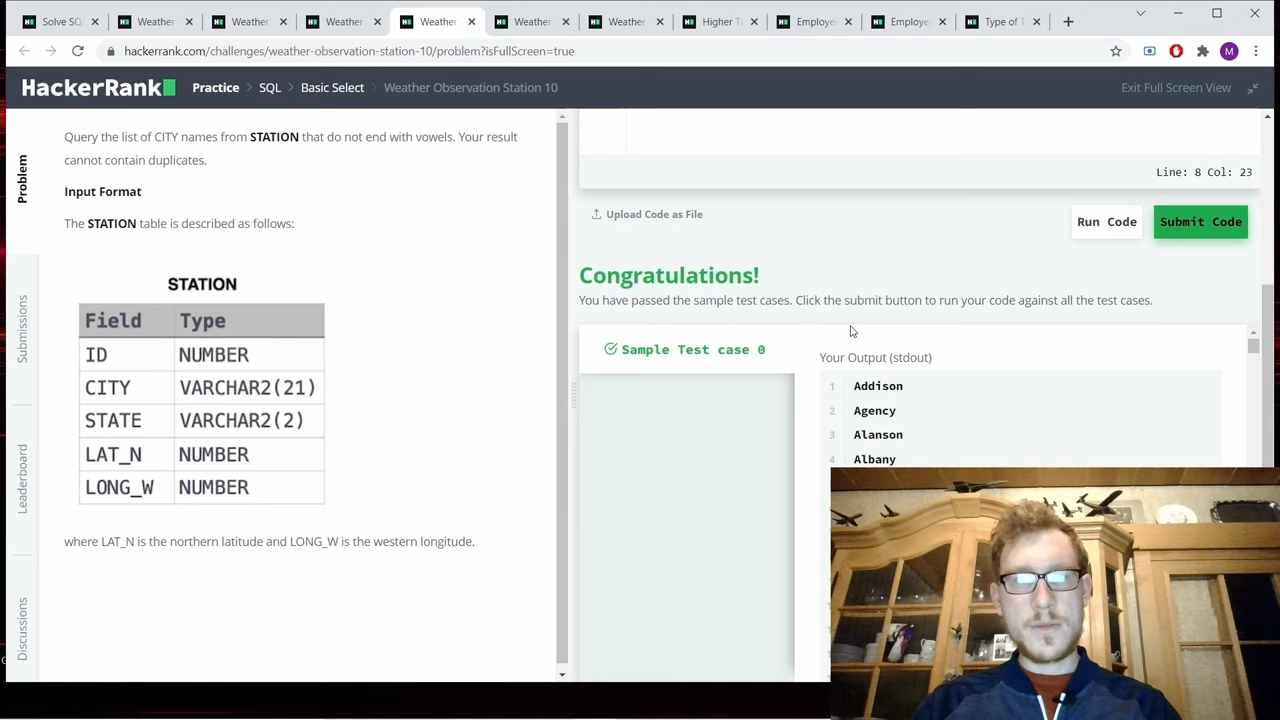 Solve SQ
Weather
Weather
Weather
Weather
Weather
Weather
Higher T
Employe
Employe
Type of T
hackerrank.com/challenges/weather-observation-station-10/problem?isFullScreen=true
M
HackerRank
Practice > SQL > Basic Select > Weather Observation Station 10
Exit Full Screen View
Problem
Submissions
Leaderboard
Discussions
Query the list of CITY names from STATION that do not end with vowels. Your result
cannot contain duplicates.
Input Format
The STATION table is described as follows:
STATION
Field Type
ID NUMBER
CITY VARCHAR2(21)
STATE VARCHAR2(2)
LAT_N NUMBER
LONG_W NUMBER
where LAT_N is the northern latitude and LONG_W is the western longitude.
Line: 8 Col: 23
Upload Code as File
Run Code
Submit Code
Congratulations!
You have passed the sample test cases. Click the submit button to run your code against all the test cases.
Sample Test case 0
Your Output (stdout)
1 Addison
2 Agency
3 Alanson
4 Albany